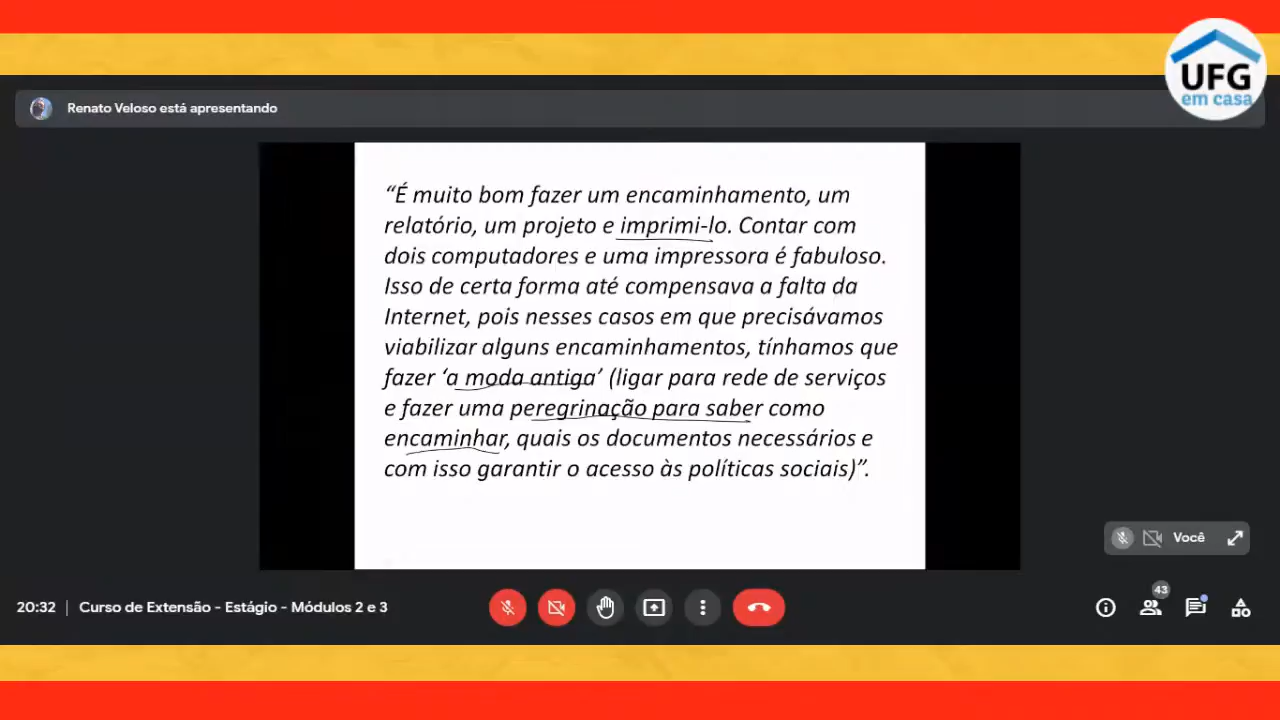 UFG
em casa
Renato Veloso está apresentando
“É muito bom fazer um encaminhamento, um
relatório, um projeto e imprimi-lo. Contar com
dois computadores e uma impressora é fabuloso.
Isso de certa forma até compensava a falta da
Internet, pois nesses casos em que precisávamos
viabilizar alguns encaminhamentos, tínhamos que
fazer ‘a moda antiga’ (ligar para rede de serviços
e fazer uma peregrinação para saber como
encaminhar, quais os documentos necessários e
com isso garantir o acesso às políticas sociais)”.
Você
20:32 | Curso de Extensão - Estágio - Módulos 2 e 3
43